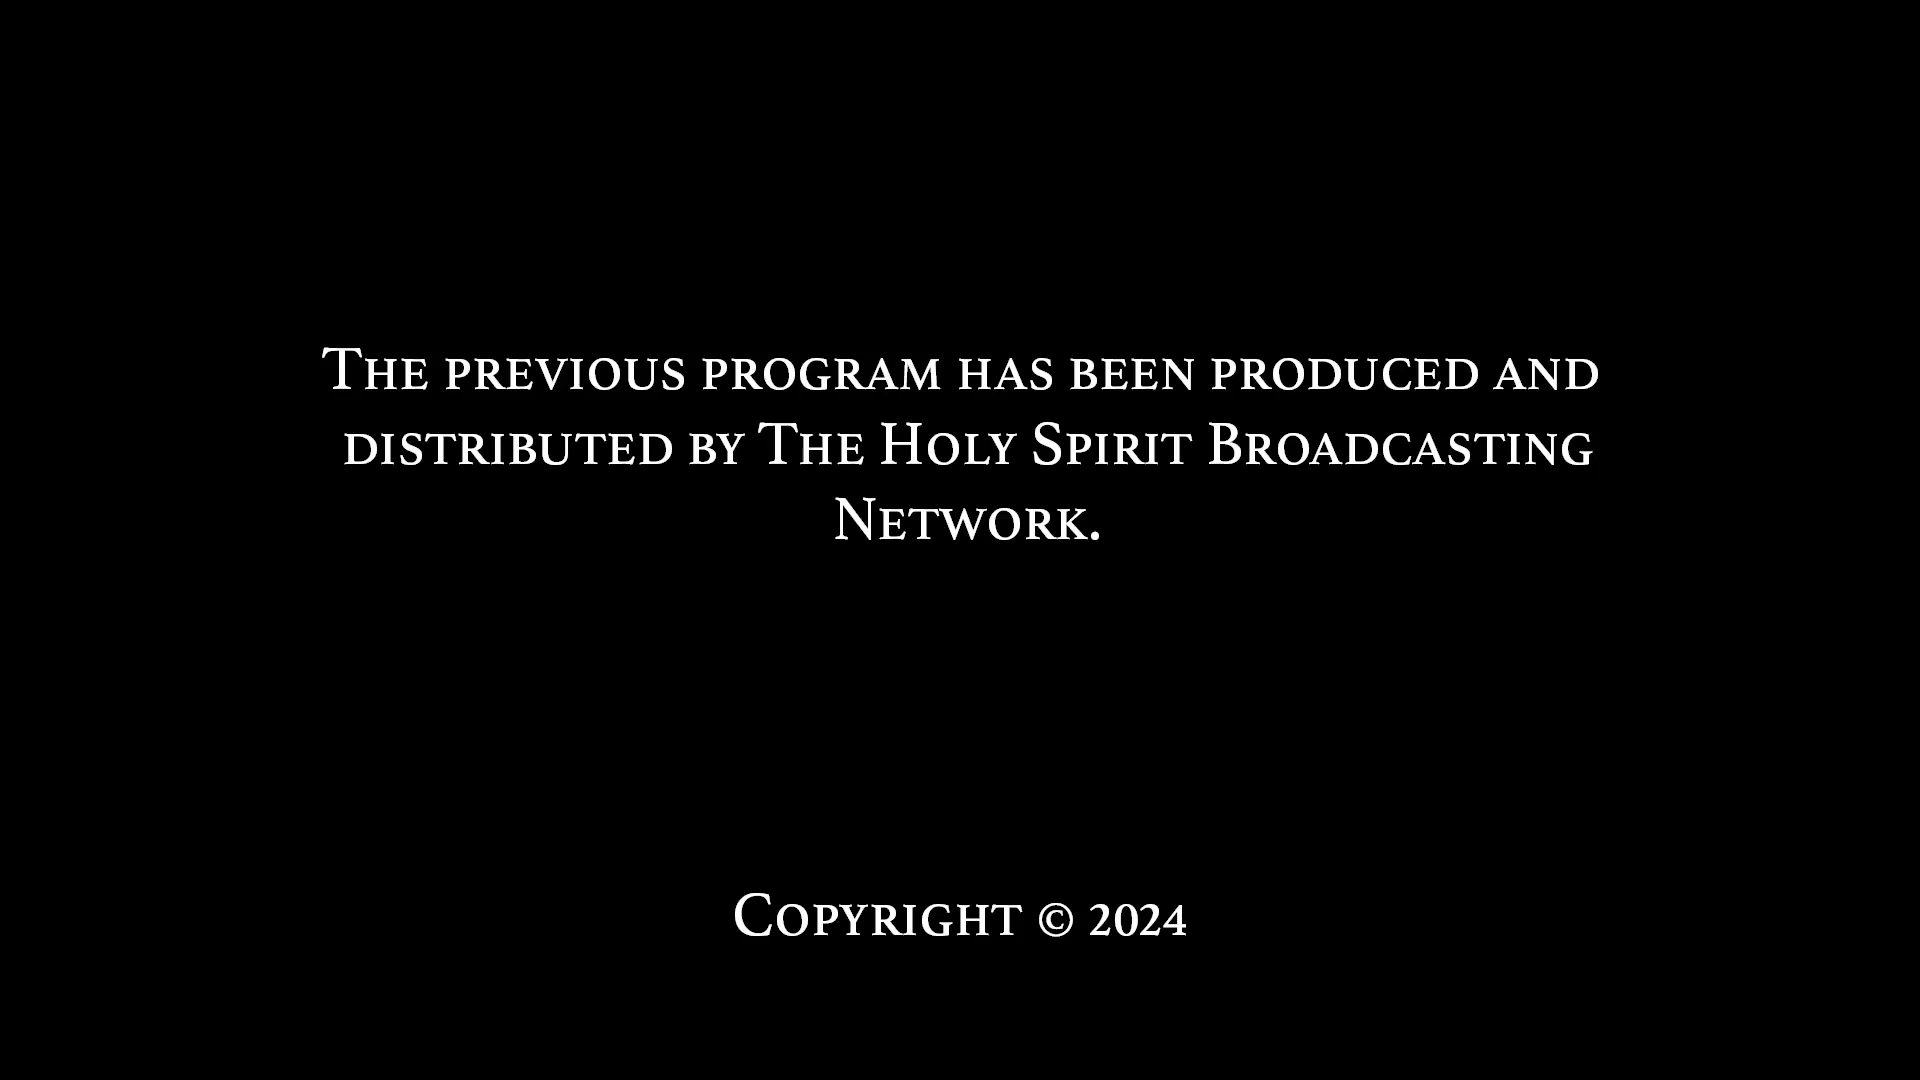 The previous program has been produced and
distributed by The Holy Spirit Broadcasting
Network.
Copyright © 2024